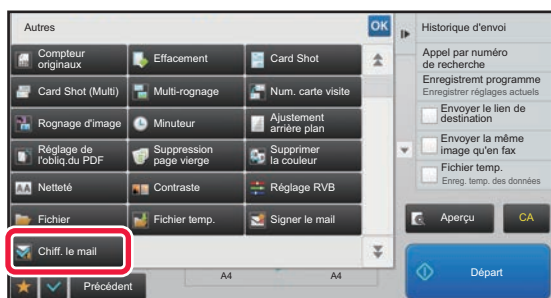 Autres
OK
Compteur
originaux
Effacement
Card Shot
Card Shot (Multi)
Multi-rognage
Num. carte visite
Rognage d'image
Minuteur
Ajustement
arrière plan
Réglage de
l'obliq.du PDF
Suppression
page vierge
Supprimer
la couleur
Netteté
Contraste
Réglage RVB
Fichier
Fichier temp.
Signer le mail
Chiff. le mail
Précédent
A4
A4
Historique d'envoi
Appel par numéro
de recherche
Enregistremt programme
Enregistrer réglages actuels
Envoyer le lien de
destination
Envoyer la même
image qu'en fax
Fichier temp.
Enreg. temp. des données
Aperçu
CA
Départ